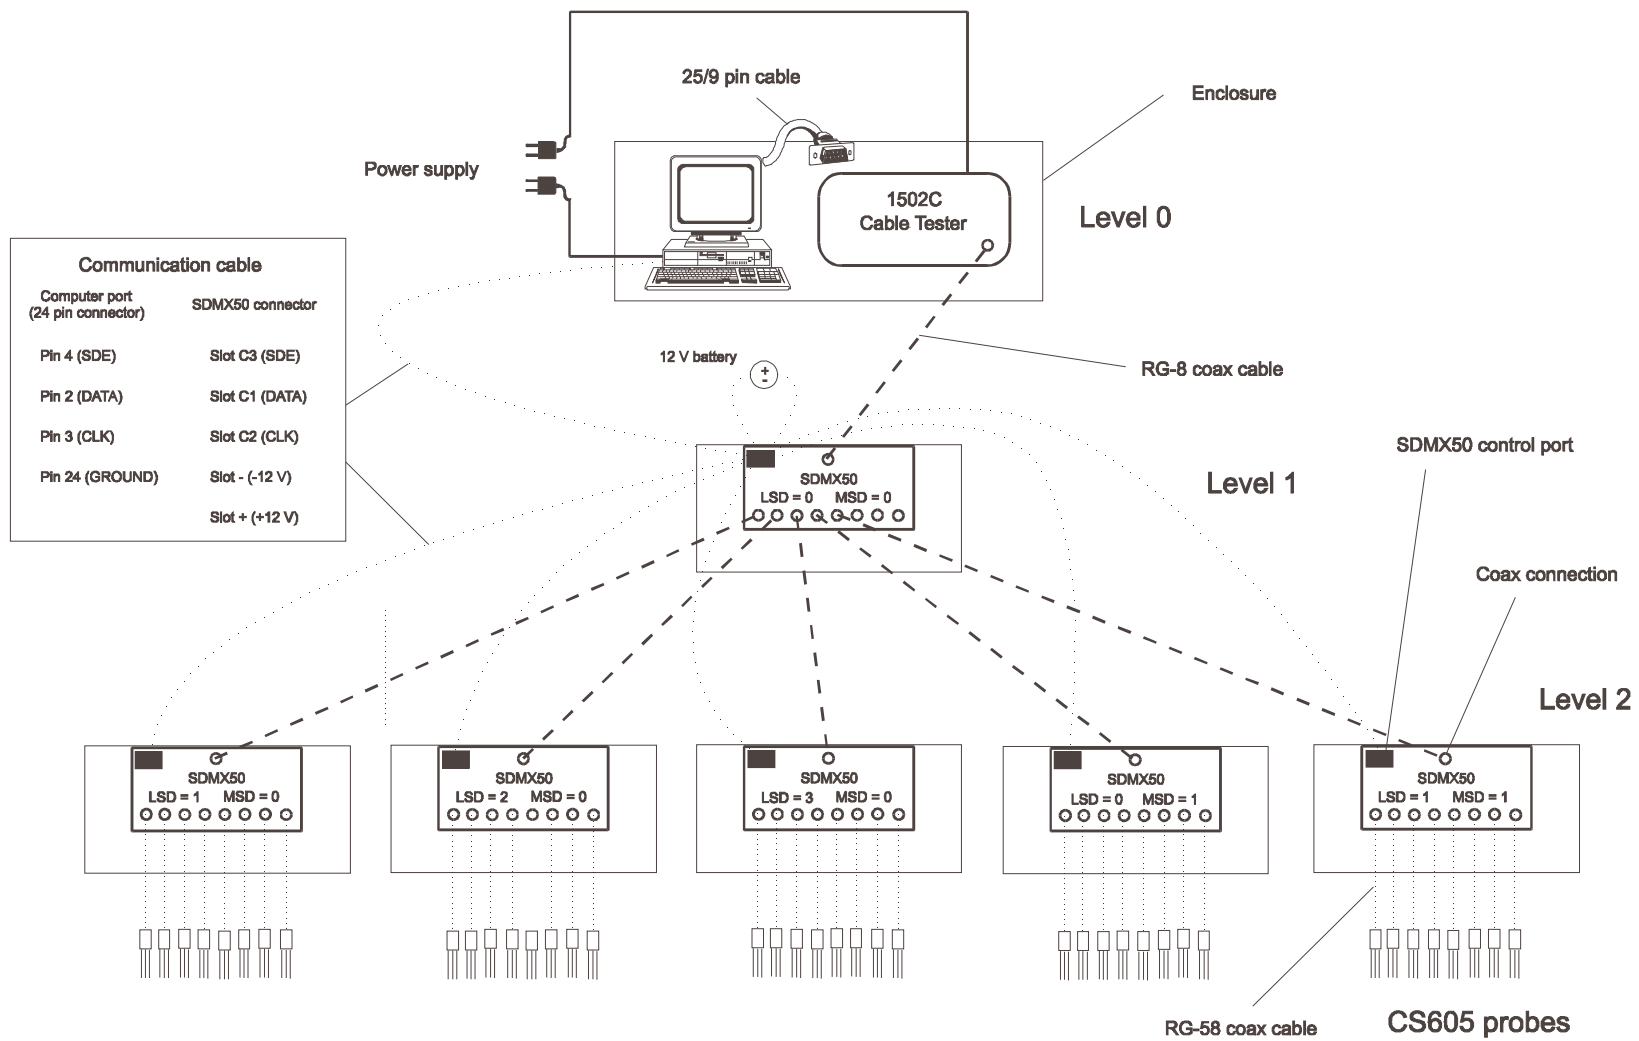 25/9 pin cable
Enclosure
Power supply
1502C
Cable Tester
Level 0
Communication cable
Computer port
(24 pin connector)
SDMX50 connector
Pin 4 (SDE)
Slot C3 (SDE)
Pin 2 (DATA)
Slot C1 (DATA)
Pin 3 (CLK)
Slot C2 (CLK)
Pin 24 (GROUND)
Slot - (-12 V)
Slot + (+12 V)
12 V battery
+
-
RG-8 coax cable
SDMX50
LSD = 0 MSD = 0
Level 1
SDMX50 control port
Coax connection
Level 2
SDMX50
LSD = 1 MSD = 0
SDMX50
LSD = 2 MSD = 0
SDMX50
LSD = 3 MSD = 0
SDMX50
LSD = 0 MSD = 1
SDMX50
LSD = 1 MSD = 1
RG-58 coax cable
CS605 probes